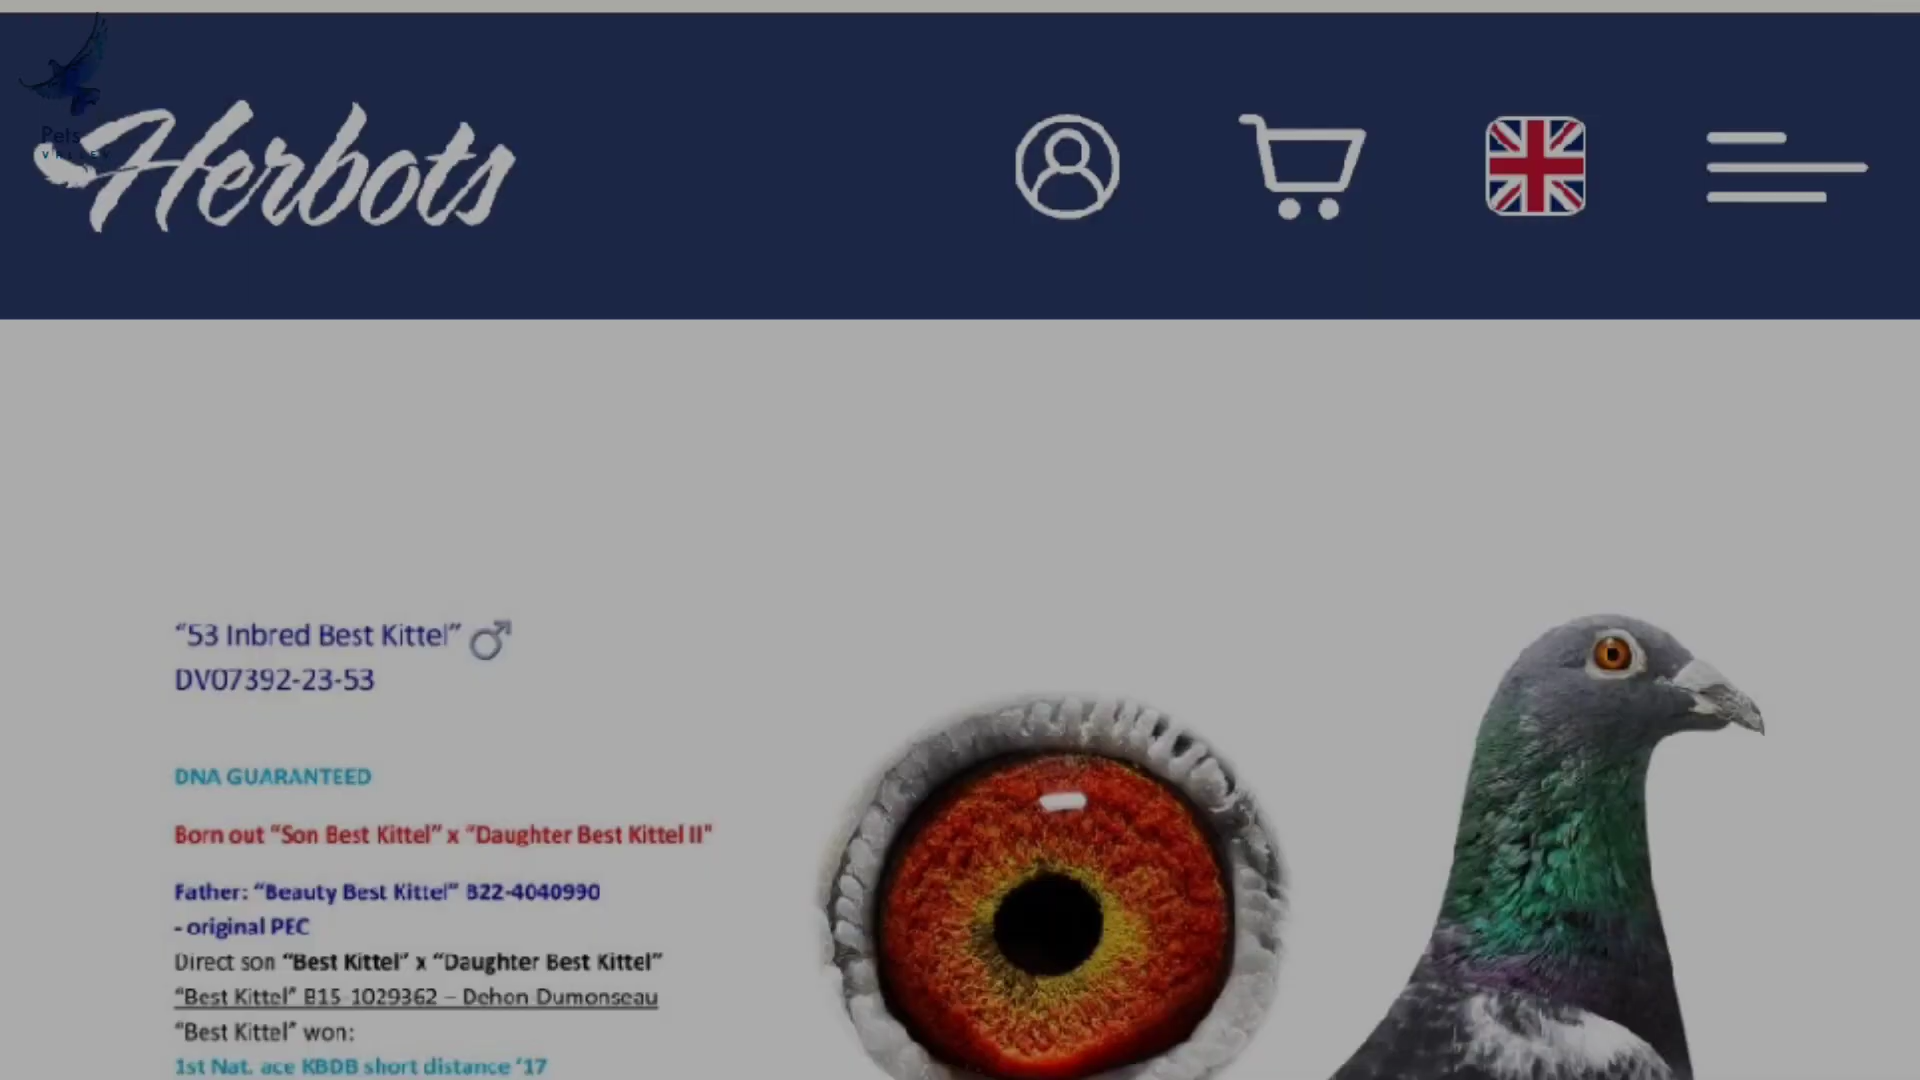 Pets
VALLEY
Herbots
“53 Inbred Best Kittel”
DV07392-23-53
DNA GUARANTEED
Born out “Son Best Kittel” x “Daughter Best Kittel II"
Father: “Beauty Best Kittel” B22-4040990
- original PEC
Direct son “Best Kittel” x “Daughter Best Kittel”
“Best Kittel” B15-1029362 – Dehon Dumonseau
“Best Kittel” won:
1st Nat. ace KBDB short distance ‘17